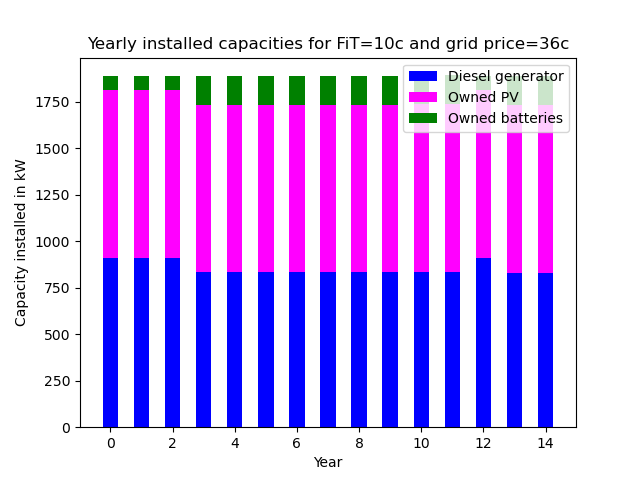 Yearly installed capacities for FiT=10c and grid price=36c
Diesel generator
Owned PV
Owned batteries
Capacity installed in kW
1750
1500
1250
1000
750
500
250
0
0 2 4 6 8 10 12 14
Year